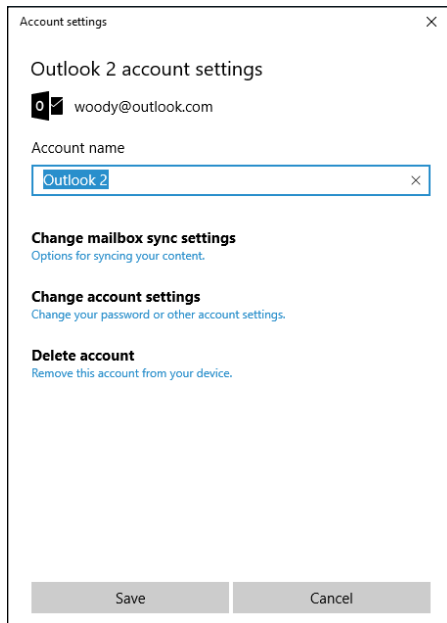 Account settings
Outlook 2 account settings
woody@outlook.com
Account name
Outlook 2
Change mailbox sync settings
Options for syncing your content.
Change account settings
Change your password or other account settings.
Delete account
Remove this account from your device.
Save Cancel